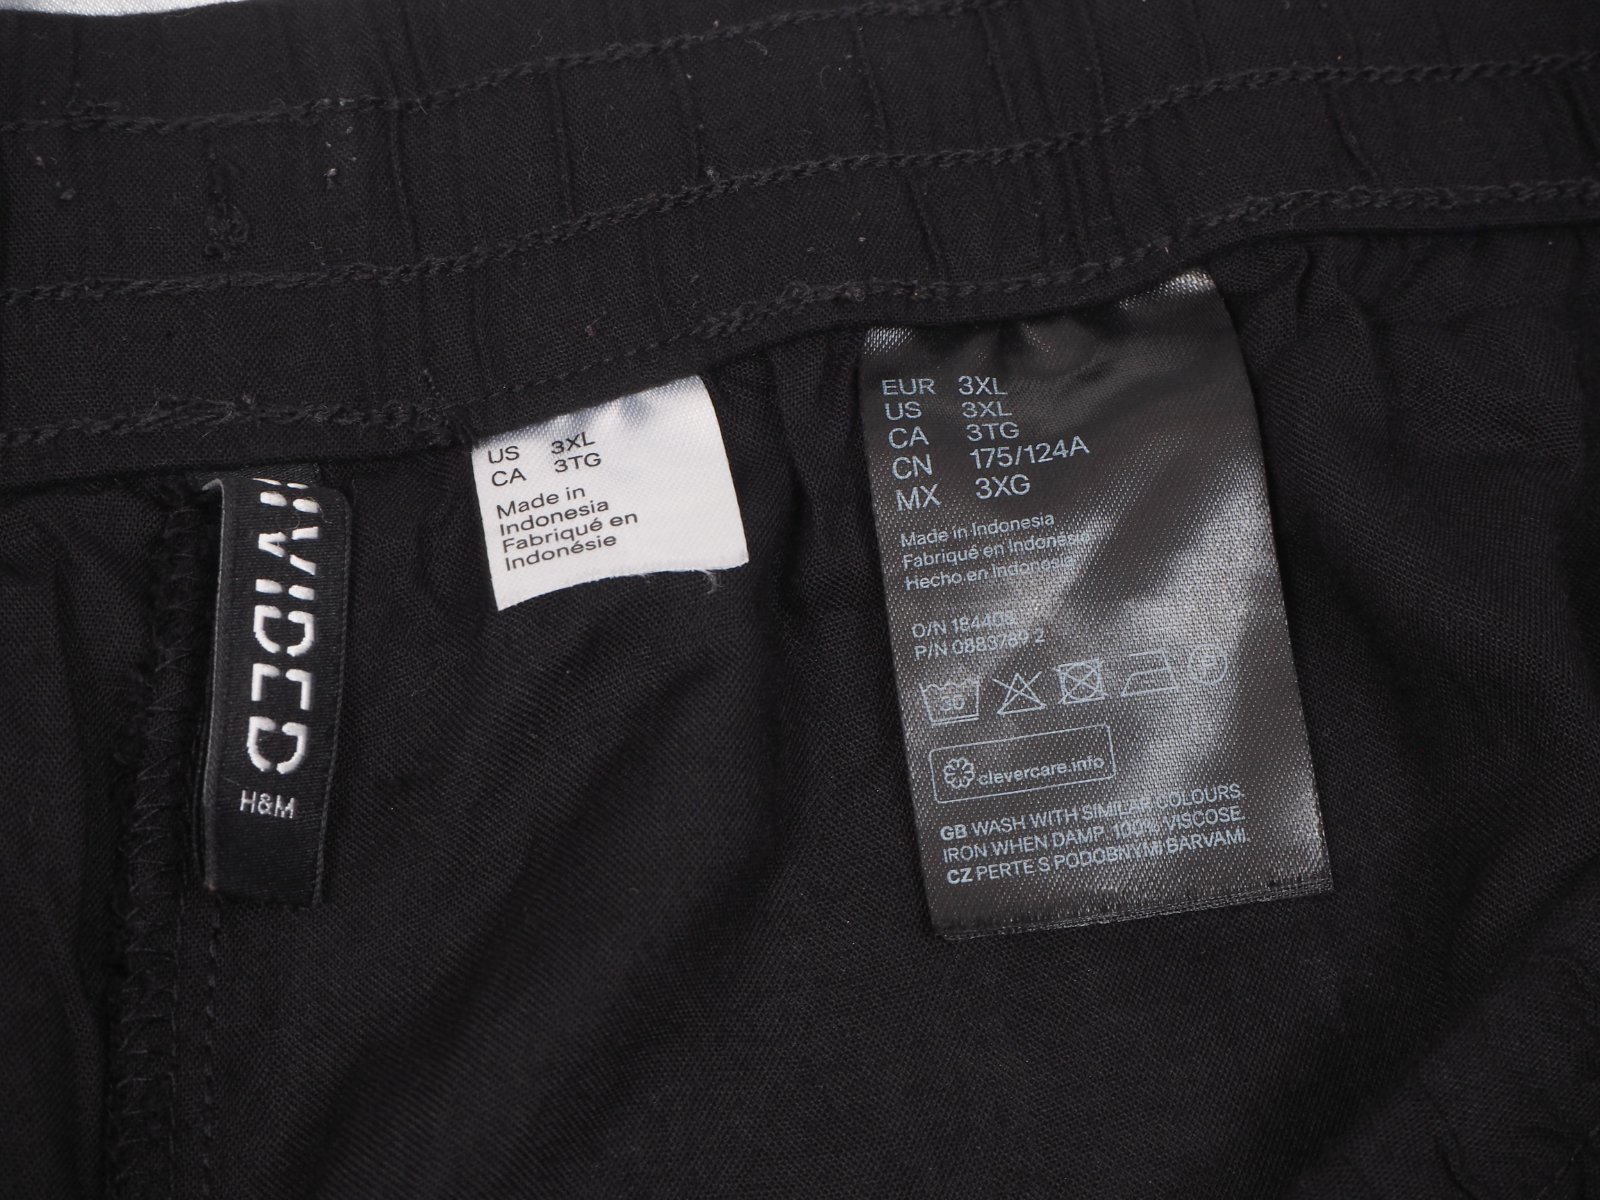 DIVIDED
H&M
US 3XL
CA 3TG
Made in
Indonesia
Fabriqué en
Indonésie
EUR 3XL
US 3XL
CA 3TG
CN 175/124A
MX 3XG
Made in Indonesia
Fabriqué en Indonésie
Hecho en Indonesia
O/N
P/N
30
clevercare.info
GB WASH WITH SIMILAR COLOURS.
IRON WHEN DAMP. 100% VISCOSE.
CZ PERTE S PODOBNÝMI BARVAMI.